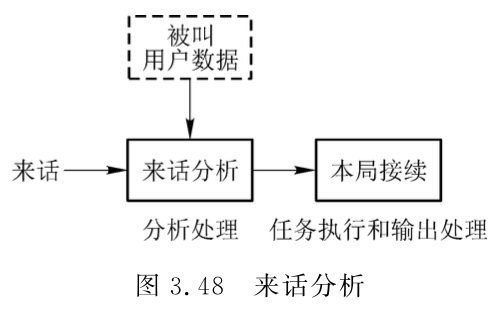 被叫
用户数据
来话
来话分析
本局接续
分析处理
任务执行和输出处理
图 3.48 来话分析